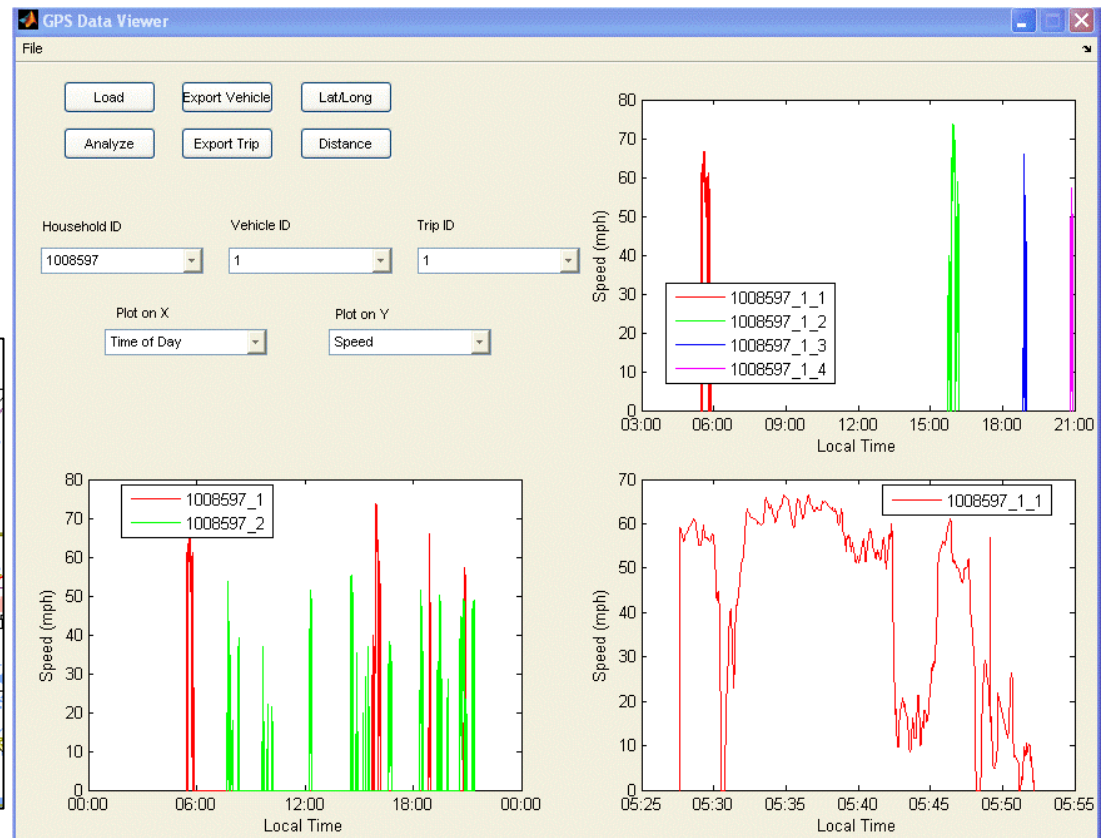 GPS Data Viewer
File
Load Export Vehicle Lat/Long
Analyze Export Trip Distance
Household ID Vehicle ID Trip ID
1008597 1 1
Plot on X Plot on Y
Time of Day Speed
80
70
60
50
40
30
20
10
0
Speed (mph)
1008597_1_1
1008597_1_2
1008597_1_3
1008597_1_4
03:00 06:00 09:00 12:00 15:00 18:00 21:00
Local Time
80
70
60
50
40
30
20
10
0
Speed (mph)
1008597_1
1008597_2
00:00 06:00 12:00 18:00 00:00
Local Time
70
60
50
40
30
20
10
0
Speed (mph)
1008597_1_1
05:25 05:30 05:35 05:40 05:45 05:50 05:55
Local Time